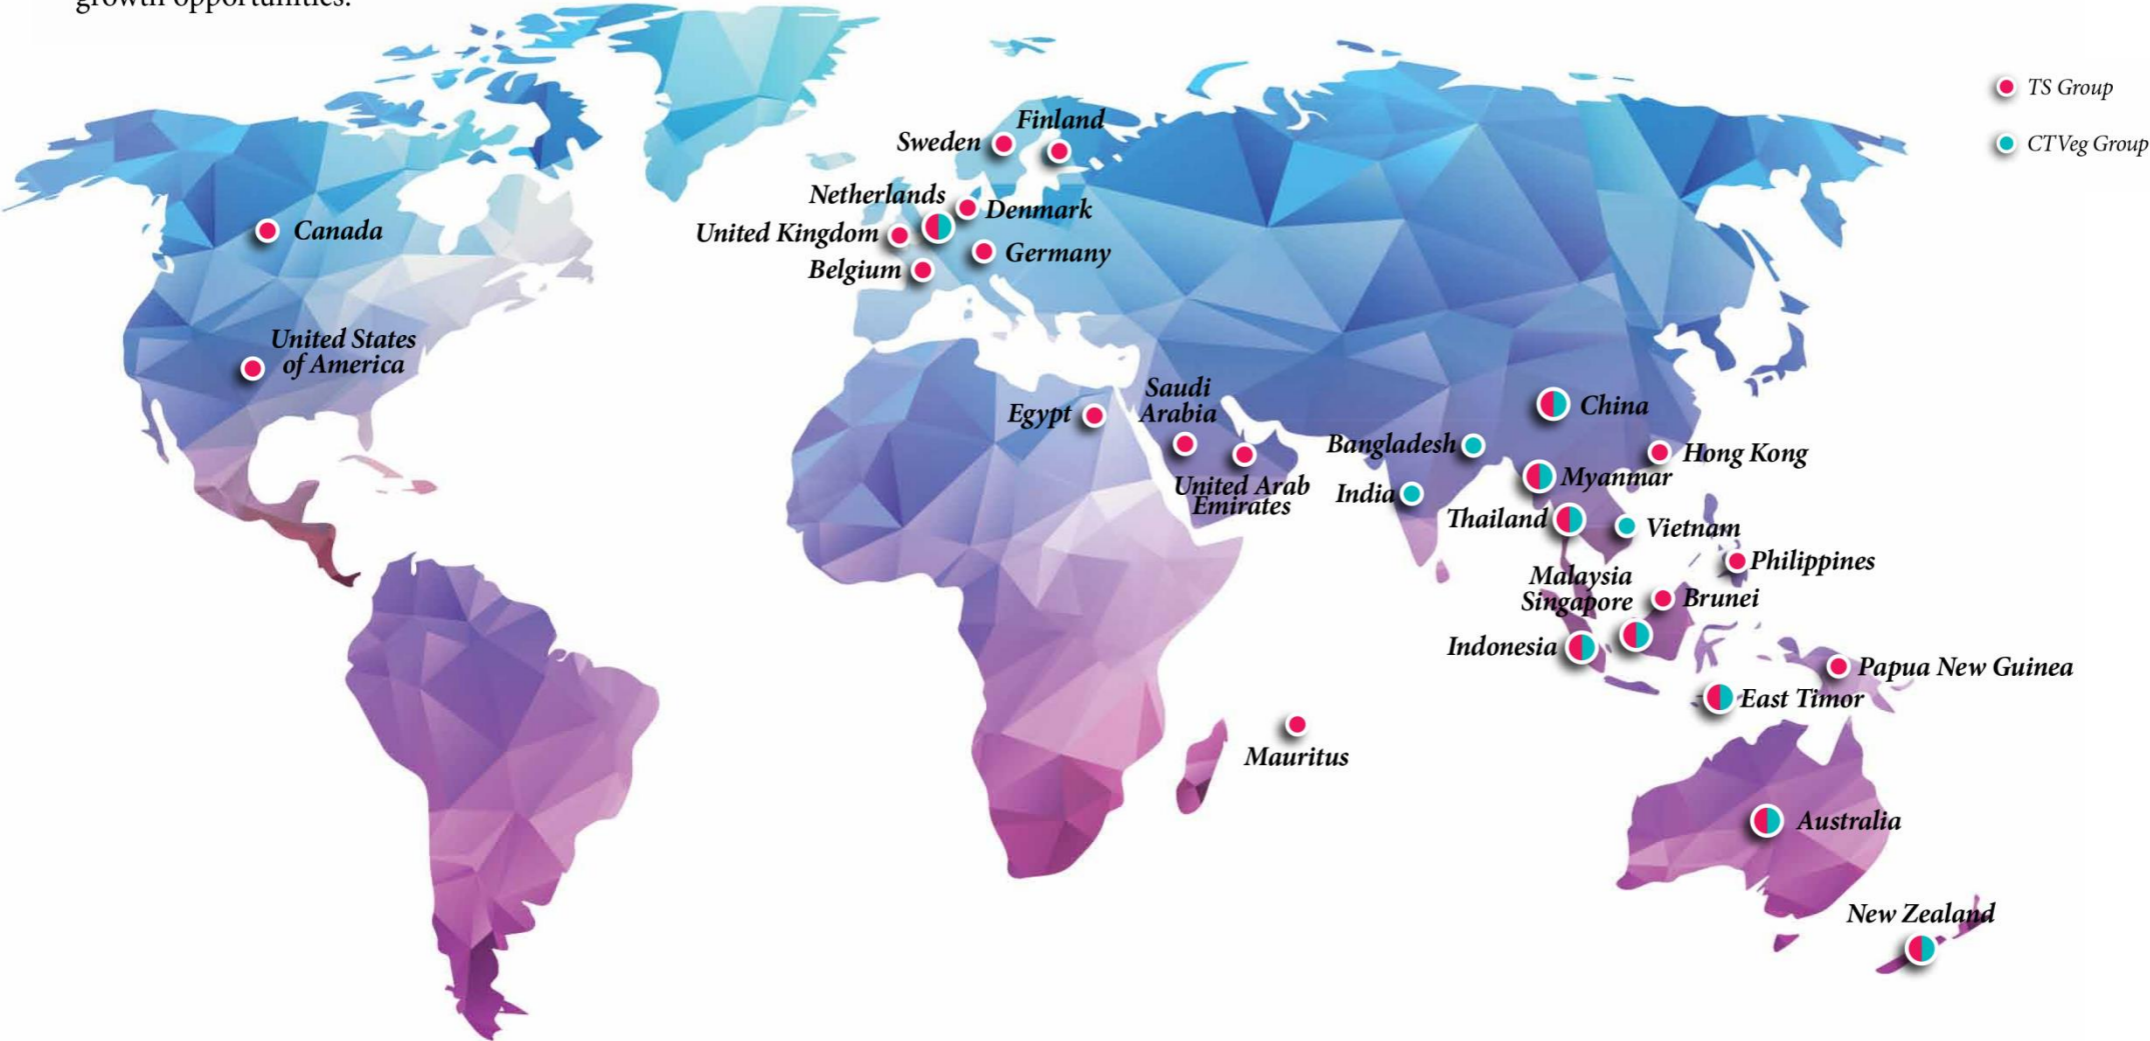 growth opportunities.
TS Group
CTVeg Group
Finland
Sweden
Netherlands
Denmark
United Kingdom
Germany
Belgium
Canada
United States
of America
Egypt
Saudi
Arabia
United Arab
Emirates
China
Bangladesh
Hong Kong
Myanmar
India
Thailand
Vietnam
Philippines
Malaysia
Singapore
Brunei
Indonesia
Papua New Guinea
East Timor
Mauritus
Australia
New Zealand